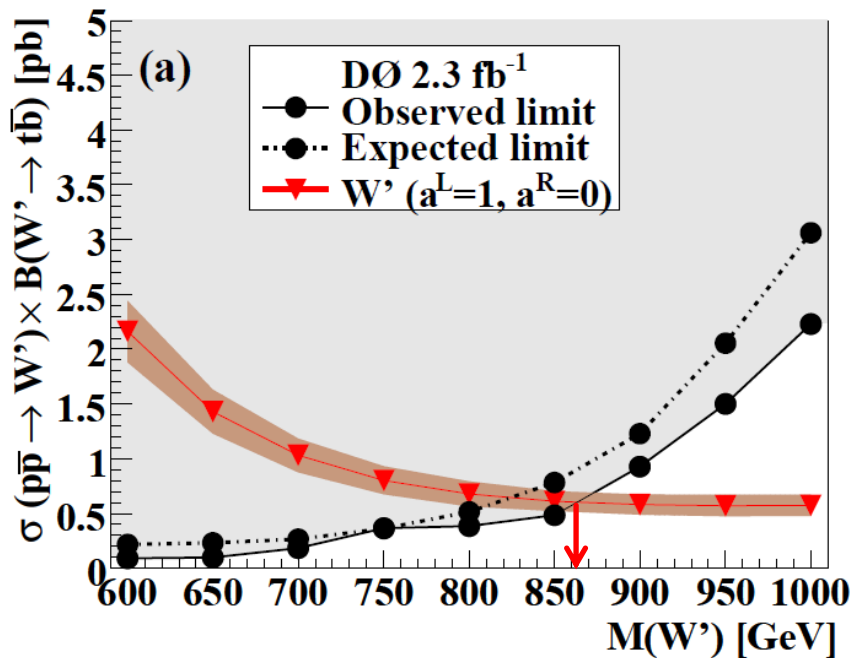 σ (pp̅ → W') × B(W' → tb̅) [pb]
5
4.5
4
3.5
3
2.5
2
1.5
1
0.5
0
(a)
DØ 2.3 fb⁻¹
Observed limit
Expected limit
W' (aᴸ=1, aᴿ=0)
600 650 700 750 800 850 900 950 1000
M(W') [GeV]